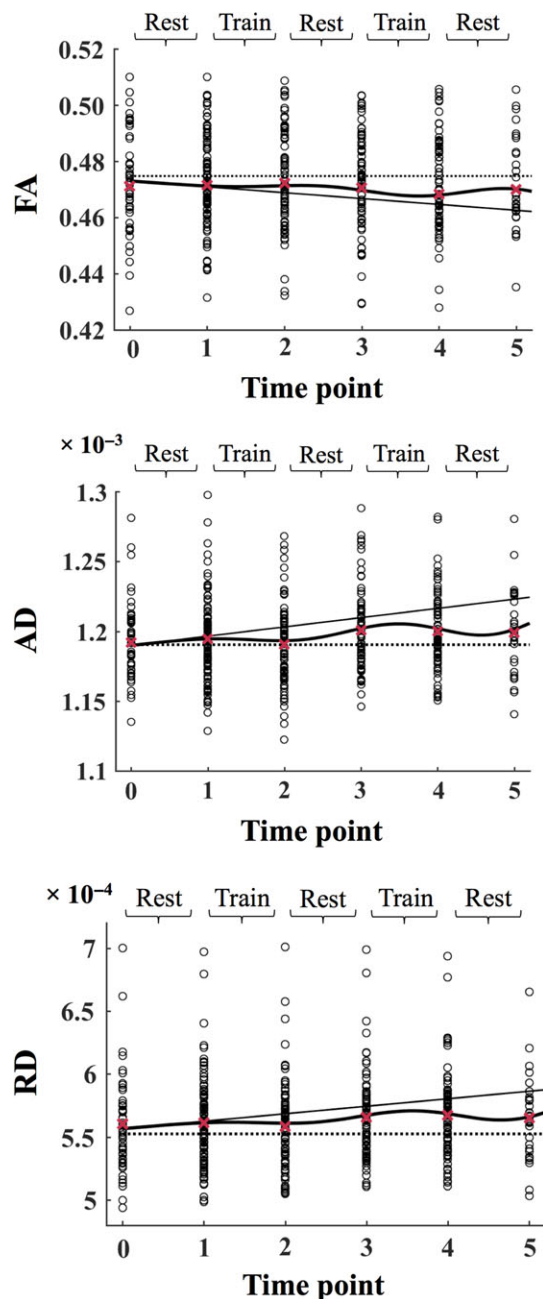 Rest Train Rest Train Rest
0.52
0.50
0.48
0.46
0.44
0.42
FA
0 1 2 3 4 5
Time point
× 10⁻³
Rest Train Rest Train Rest
1.3
1.25
1.2
1.15
1.1
AD
0 1 2 3 4 5
Time point
× 10⁻⁴
Rest Train Rest Train Rest
7
6.5
6
5.5
5
RD
0 1 2 3 4 5
Time point